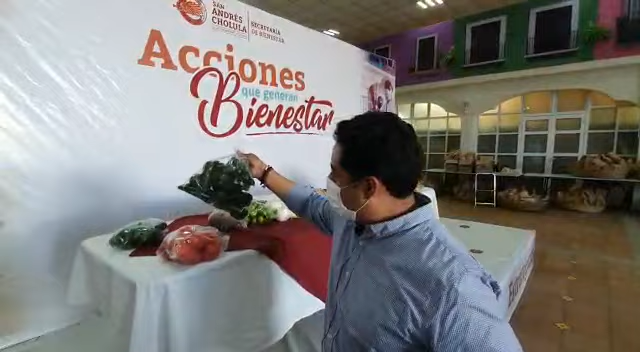 SAN
ANDRÉS
CHOLULA
SECRETARÍA
DE BIENESTAR
Acciones
que generan
Bienestar